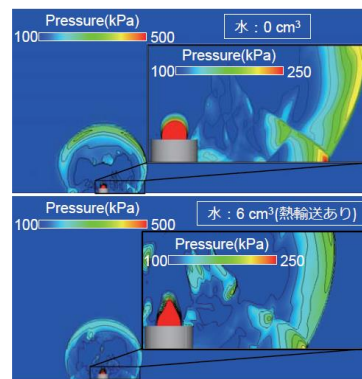 Pressure(kPa)
100 500
水：0 cm³
Pressure(kPa)
100 250
Pressure(kPa)
100 500
水：6 cm³(熱輸送あり)
Pressure(kPa)
100 250